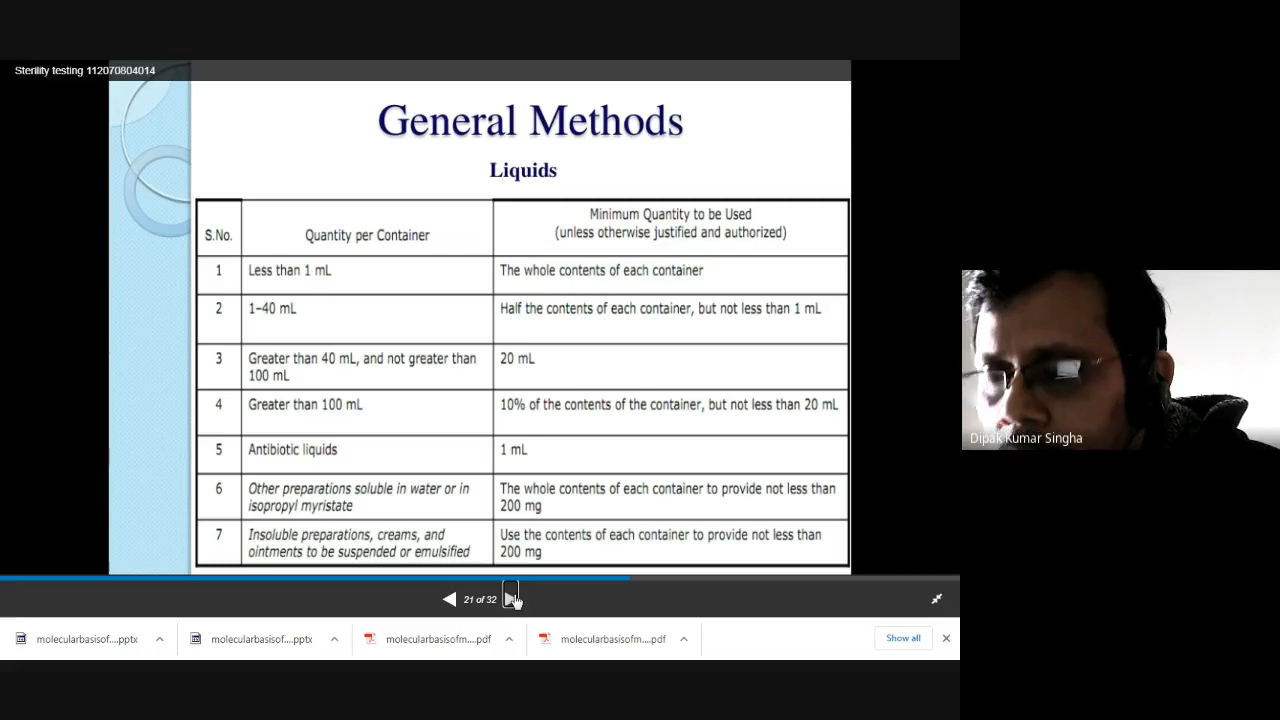 Sterility testing 112070804014
General Methods
Liquids
S.No.
Quantity per Container
Minimum Quantity to be Used
(unless otherwise justified and authorized)
1
Less than 1 mL
The whole contents of each container
2
1–40 mL
Half the contents of each container, but not less than 1 mL
3
Greater than 40 mL, and not greater than
100 mL
20 mL
4
Greater than 100 mL
10% of the contents of the container, but not less than 20 mL
5
Antibiotic liquids
1 mL
6
Other preparations soluble in water or in
isopropyl myristate
The whole contents of each container to provide not less than
200 mg
7
Insoluble preparations, creams, and
ointments to be suspended or emulsified
Use the contents of each container to provide not less than
200 mg
Dipak Kumar Singha
21 of 32
molecularbasisof....pptx
molecularbasisof....pptx
molecularbasisofm....pdf
molecularbasisofm....pdf
Show all